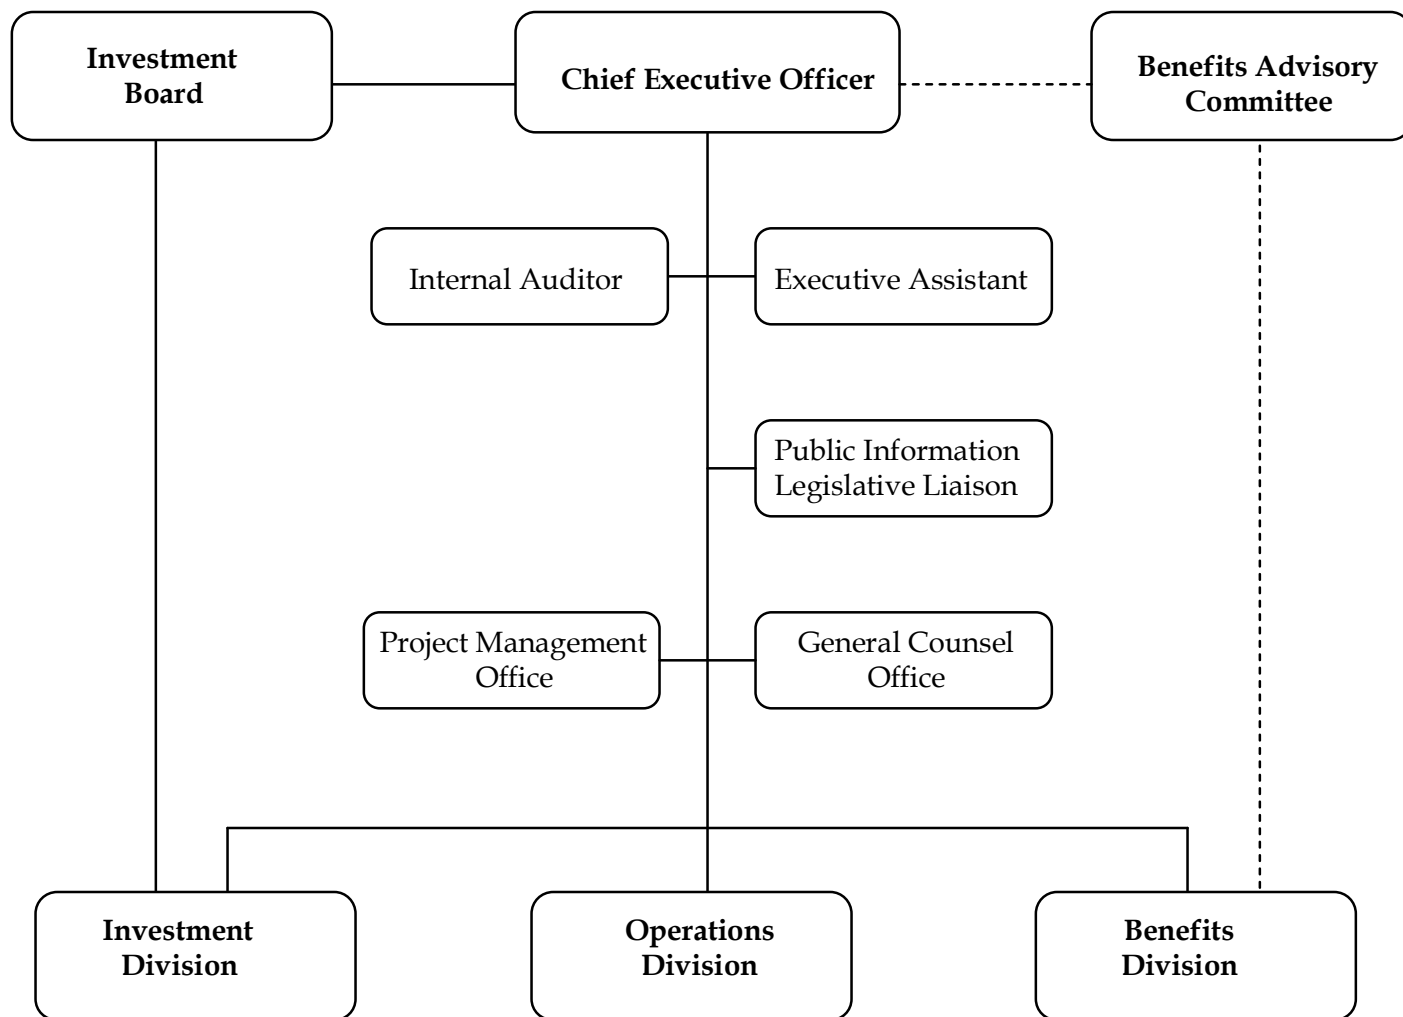 Investment
Board
Chief Executive Officer
Benefits Advisory
Committee
Internal Auditor
Executive Assistant
Public Information
Legislative Liaison
Project Management
Office
General Counsel
Office
Investment
Division
Operations
Division
Benefits
Division